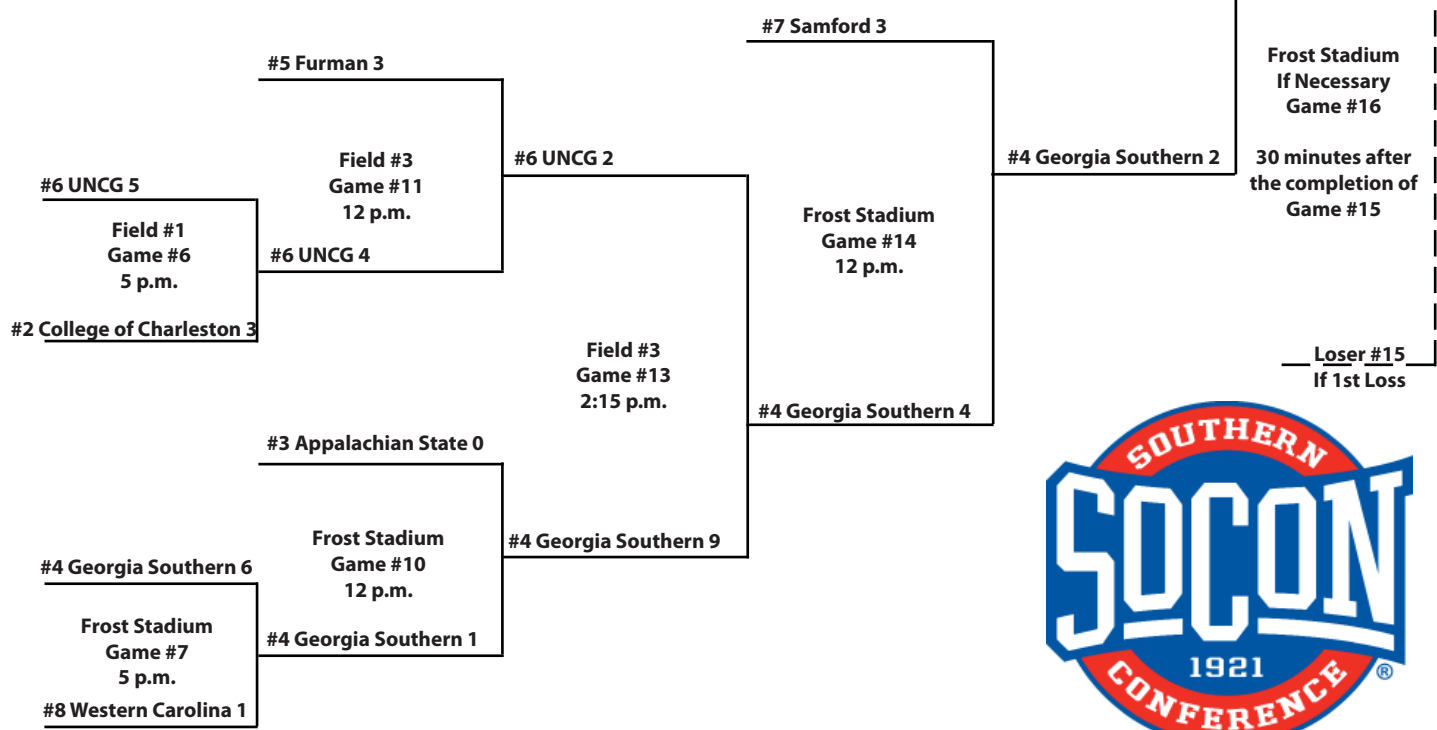 #7 Samford 3
#5 Furman 3
Frost Stadium
If Necessary
Game #16
30 minutes after
the completion of
Game #15
Field #3
Game #11
12 p.m.
#6 UNCG 2
#4 Georgia Southern 2
#6 UNCG 5
Field #1
Game #6
5 p.m.
#6 UNCG 4
Frost Stadium
Game #14
12 p.m.
#2 College of Charleston 3
Field #3
Game #13
2:15 p.m.
Loser #15
If 1st Loss
#4 Georgia Southern 4
#3 Appalachian State 0
Frost Stadium
Game #10
12 p.m.
#4 Georgia Southern 9
#4 Georgia Southern 6
Frost Stadium
Game #7
5 p.m.
#4 Georgia Southern 1
#8 Western Carolina 1
SOUTHERN
SOCON
1921
®
CONFERENCE